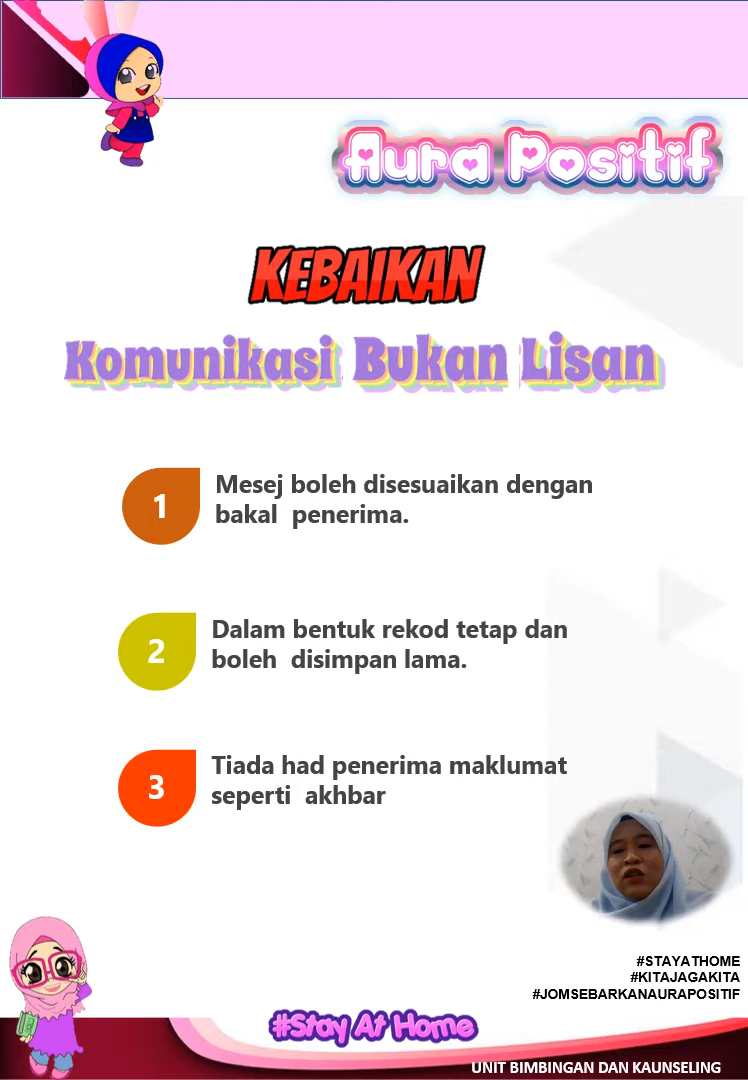 Aura Positif
KEBAIKAN
Komunikasi Bukan Lisan
1
Mesej boleh disesuaikan dengan
bakal penerima.
2
Dalam bentuk rekod tetap dan
boleh disimpan lama.
3
Tiada had penerima maklumat
seperti akhbar
#STAYATHOME
#KITAJAGAKITA
#JOMSEBARKANAURAPOSITIF
#Stay At Home
UNIT BIMBINGAN DAN KAUNSELING